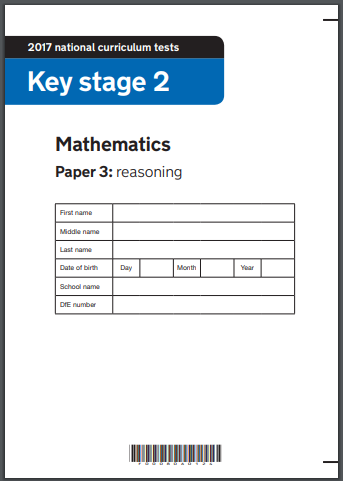 2017 national curriculum tests
Key stage 2
Mathematics
Paper 3: reasoning
First name
Middle name
Last name
Date of birth Day Month Year
School name
DfE number